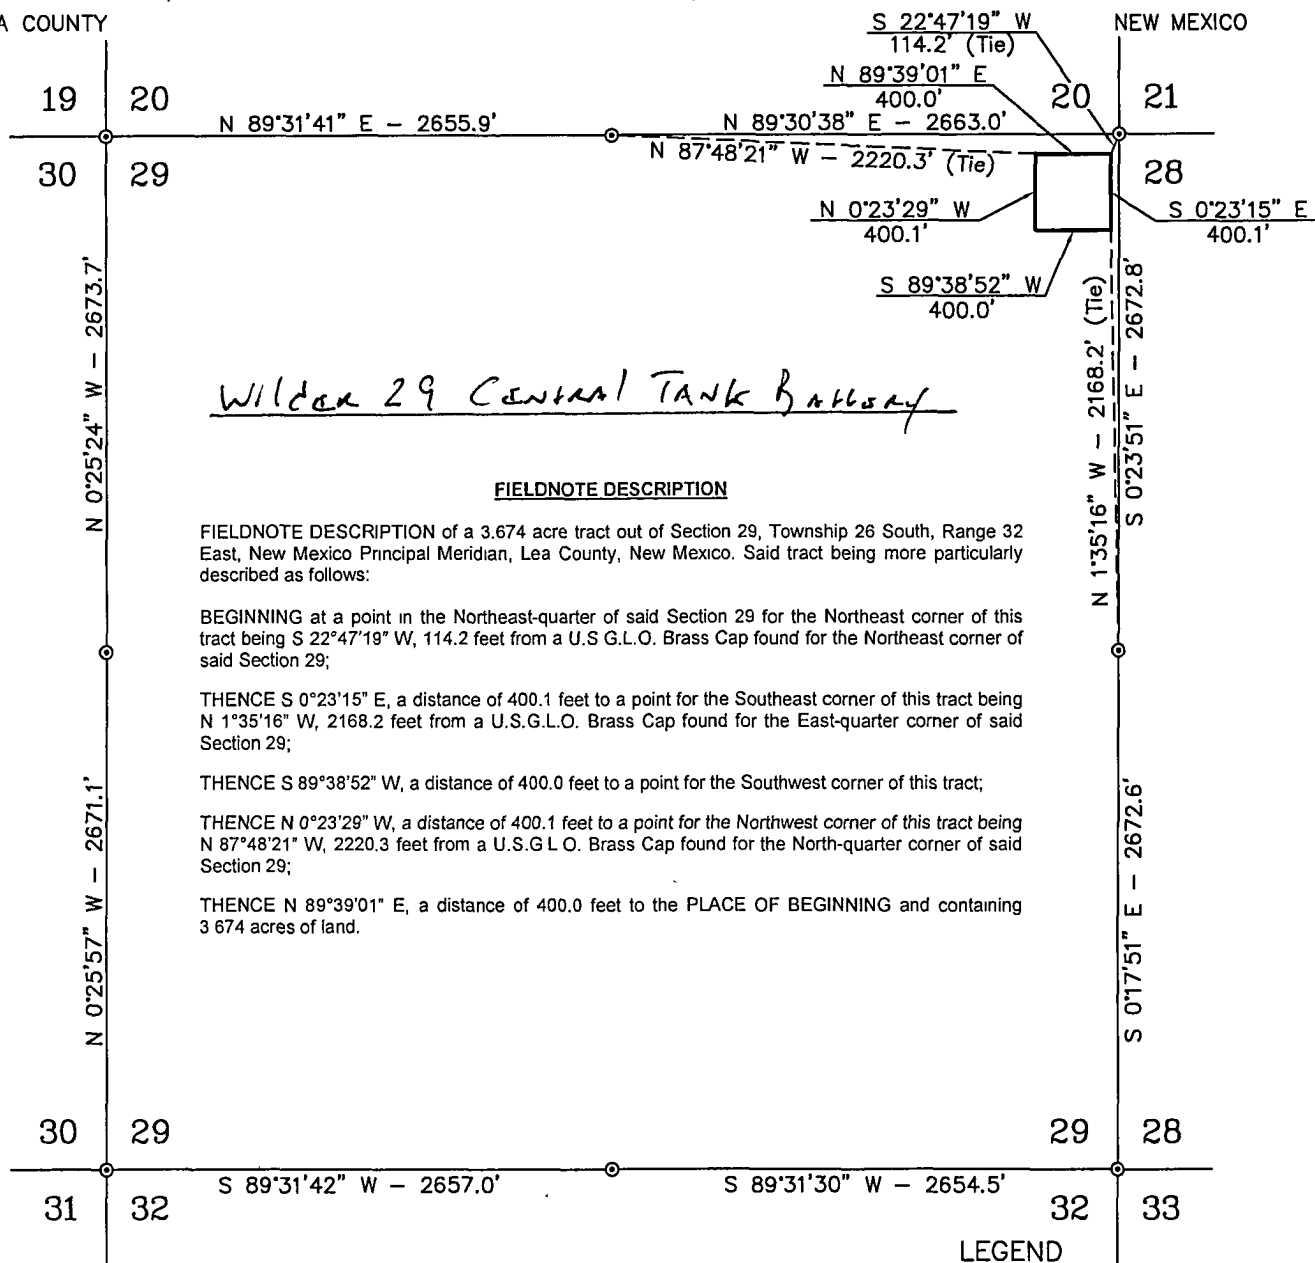 A COUNTY
NEW MEXICO
S 22°47'19" W
114.2' (Tie)
N 89°39'01" E
400.0'
19 20
20 21
N 89°31'41" E – 2655.9'
N 89°30'38" E – 2663.0'
N 87°48'21" W – 2220.3' (Tie)
30 29
28
N 0°23'29" W
400.1'
S 0°23'15" E
400.1'
S 89°38'52" W
400.0'
N 0°25'24" W – 2673.7'
N 1°35'16" W – 2168.2' (Tie)
S 0°23'51" E – 2672.8'
Wilder 29 Central Tank Battery
FIELDNOTE DESCRIPTION
FIELDNOTE DESCRIPTION of a 3.674 acre tract out of Section 29, Township 26 South, Range 32
East, New Mexico Principal Meridian, Lea County, New Mexico. Said tract being more particularly
described as follows:
BEGINNING at a point in the Northeast-quarter of said Section 29 for the Northeast corner of this
tract being S 22°47'19" W, 114.2 feet from a U.S G.L.O. Brass Cap found for the Northeast corner of
said Section 29;
THENCE S 0°23'15" E, a distance of 400.1 feet to a point for the Southeast corner of this tract being
N 1°35'16" W, 2168.2 feet from a U.S.G.L.O. Brass Cap found for the East-quarter corner of said
Section 29;
THENCE S 89°38'52" W, a distance of 400.0 feet to a point for the Southwest corner of this tract;
THENCE N 0°23'29" W, a distance of 400.1 feet to a point for the Northwest corner of this tract being
N 87°48'21" W, 2220.3 feet from a U.S.G L O. Brass Cap found for the North-quarter corner of said
Section 29;
THENCE N 89°39'01" E, a distance of 400.0 feet to the PLACE OF BEGINNING and containing
3 674 acres of land.
N 0°25'57" W – 2671.1'
S 0°17'51" E – 2672.6'
30 29
29 28
S 89°31'42" W – 2657.0'
S 89°31'30" W – 2654.5'
31 32
32 33
LEGEND